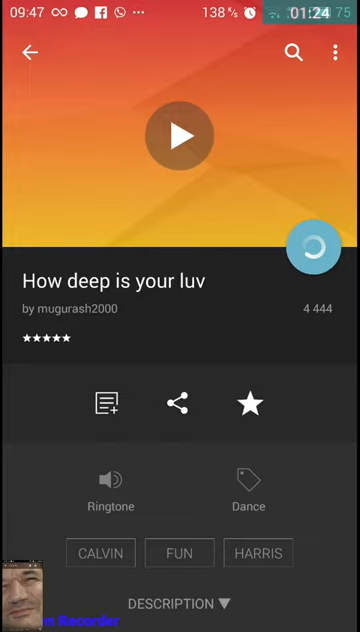 09:47 138 K/s 01:24 75
How deep is your luv
by mugurash2000 4 444
Ringtone Dance
CALVIN FUN HARRIS
DESCRIPTION
Recorder